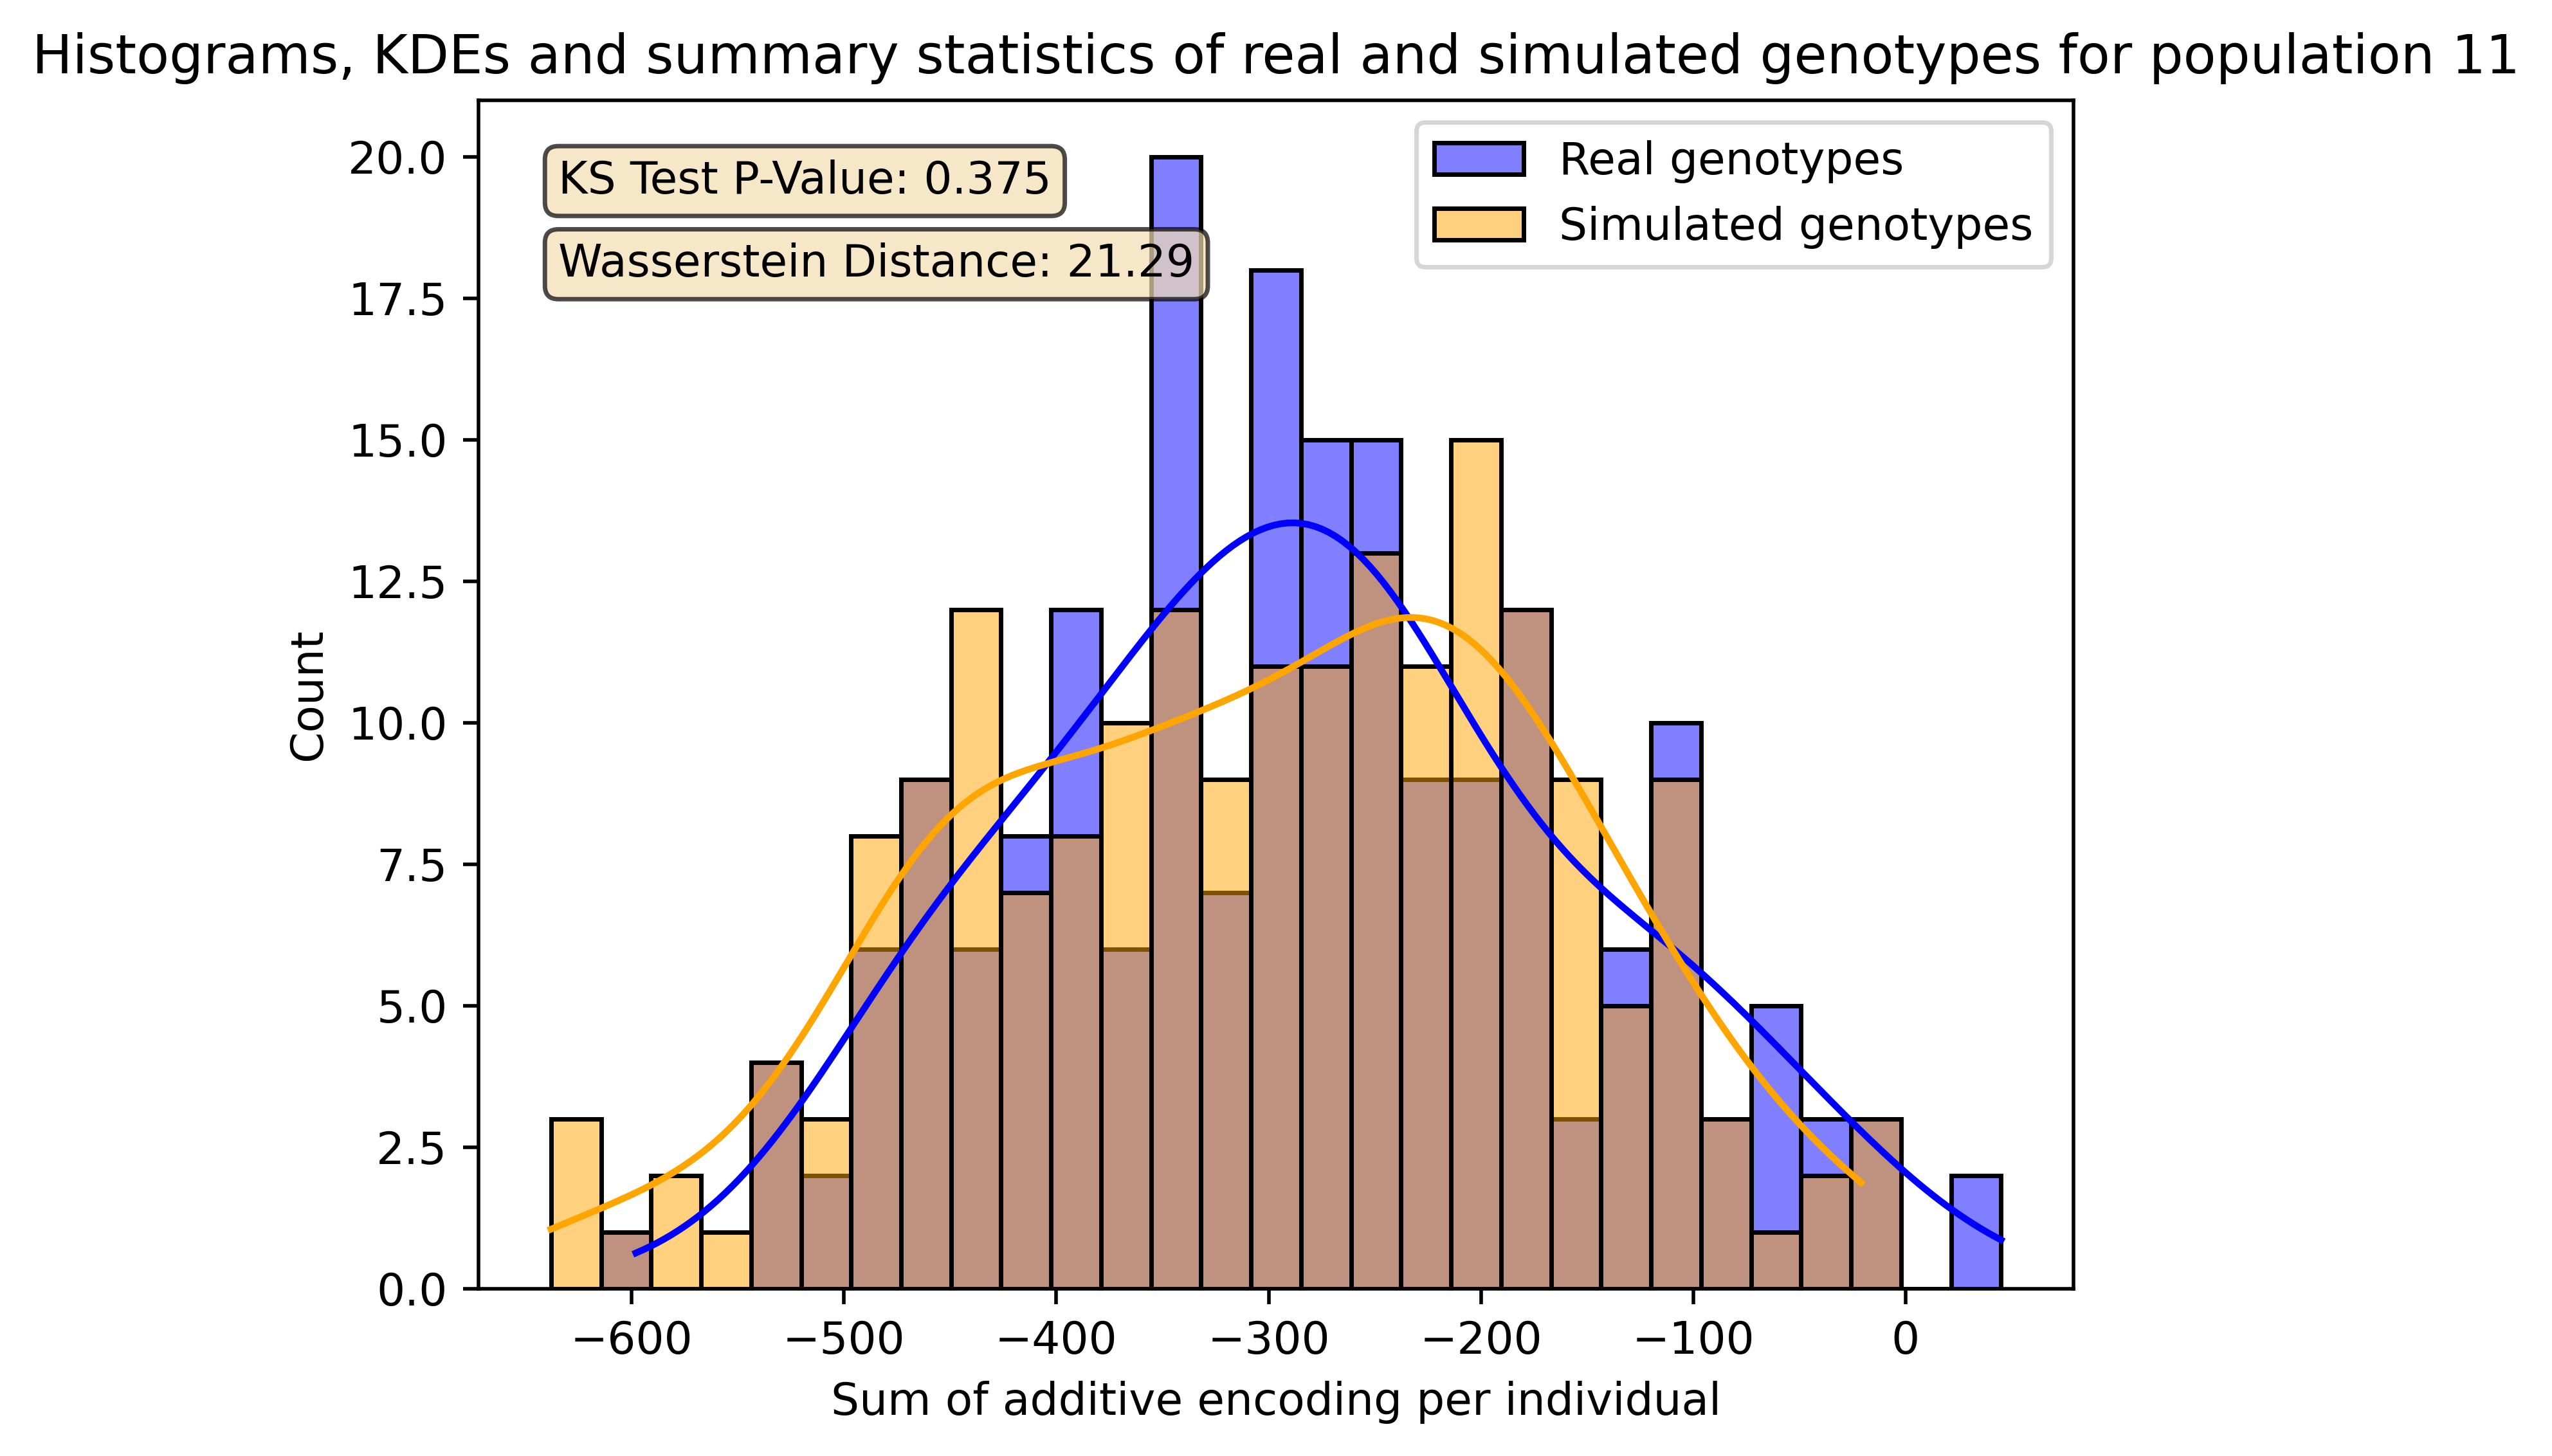 Histograms, KDEs and summary statistics of real and simulated genotypes for population 11
KS Test P-Value: 0.375
Wasserstein Distance: 21.29
Real genotypes
Simulated genotypes
20.0
17.5
15.0
12.5
10.0
7.5
5.0
2.5
0.0
Count
−600 −500 −400 −300 −200 −100 0
Sum of additive encoding per individual